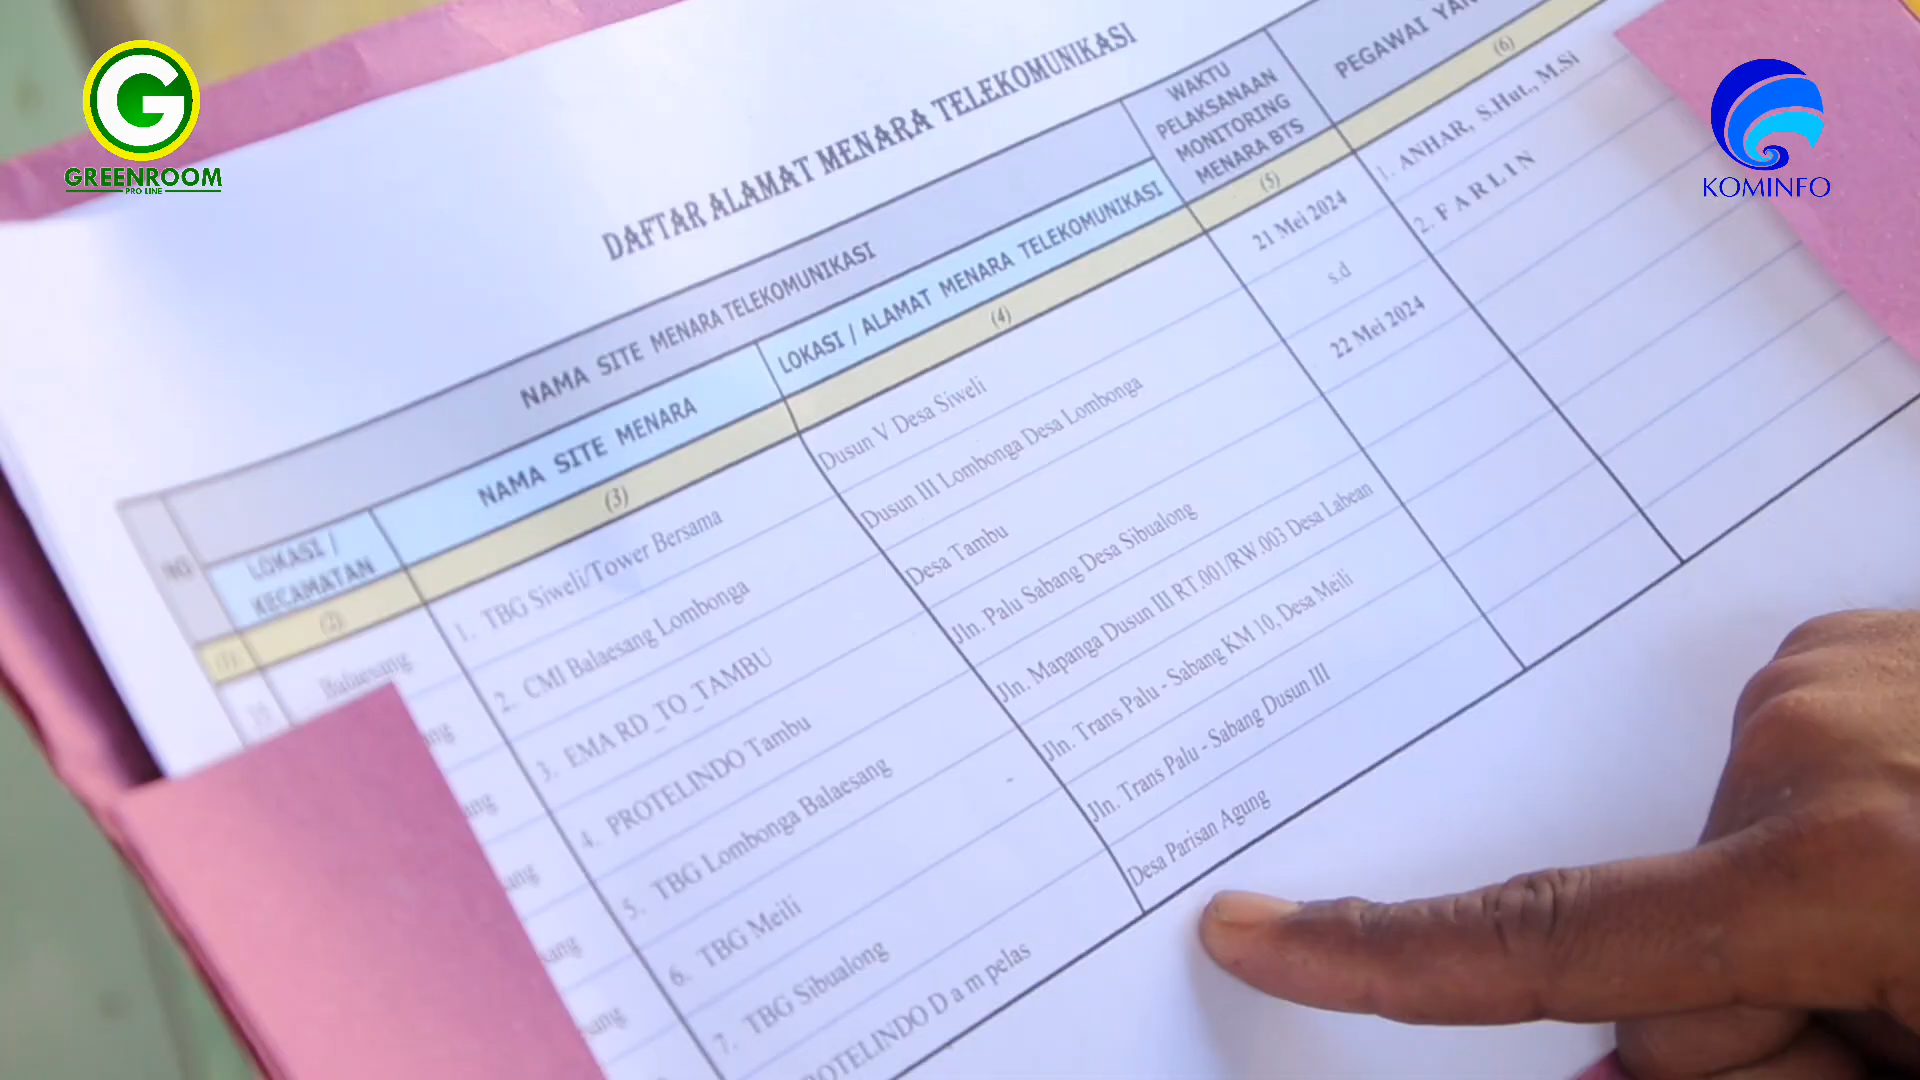 G
GREENROOM
PRO LINE
KOMINFO
DAFTAR ALAMAT MENARA TELEKOMUNIKASI
NO
NAMA SITE MENARA TELEKOMUNIKASI
WAKTU
PELAKSANAAN
MONITORING
MENARA BTS
PEGAWAI
LOKASI /
KECAMATAN
NAMA SITE MENARA
LOKASI / ALAMAT MENARA TELEKOMUNIKASI
(1) (2) (3) (4) (5) (6)
Balaesang
1. TBG Siweli/Tower Bersama
Dusun V Desa Siweli
21 Mei 2024
1. ANHAR, S.Hut., M.Si
2. CMI Balaesang Lombonga
Dusun III Lombonga Desa Lombonga
s.d
2. F A R L I N
3. EMA RD_TO_TAMBU
Desa Tambu
22 Mei 2024
4. PROTELINDO Tambu
Jln. Palu Sabang Desa Sibualong
5. TBG Lombonga Balaesang
Jln. Mapanga Dusun III RT.001/RW.003 Desa Labean
6. TBG Meili
Jln. Trans Palu - Sabang KM 10, Desa Meili
7. TBG Sibualong
Jln. Trans Palu - Sabang Dusun III
PROTELINDO D a m pelas
Desa Parisan Agung